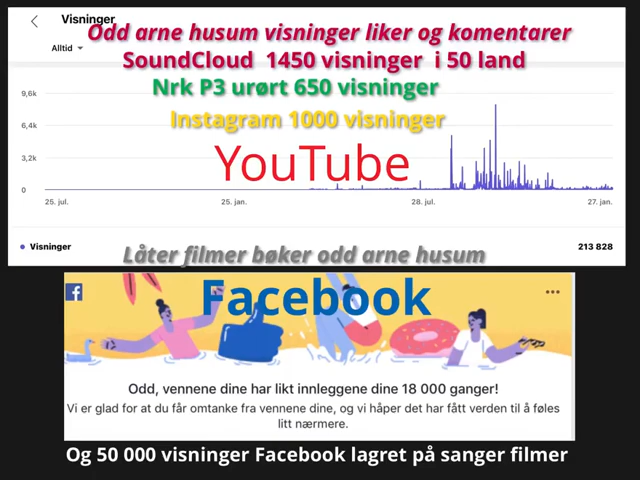 Visninger
Odd arne husum visninger liker og komentarer
Alltid
SoundCloud 1450 visninger i 50 land
Nrk P3 urørt 650 visninger
9,6k
Instagram 1000 visninger
6,4k
YouTube
3,2k
0
25. jul. 25. jan. 28. jul. 27. jan.
Visninger 213 828
Låter filmer bøker odd arne husum
Facebook
Odd, vennene dine har likt innleggene dine 18 000 ganger!
Vi er glad for at du får omtanke fra vennene dine, og vi håper det har fått verden til å føles
litt nærmere.
Og 50 000 visninger Facebook lagret på sanger filmer